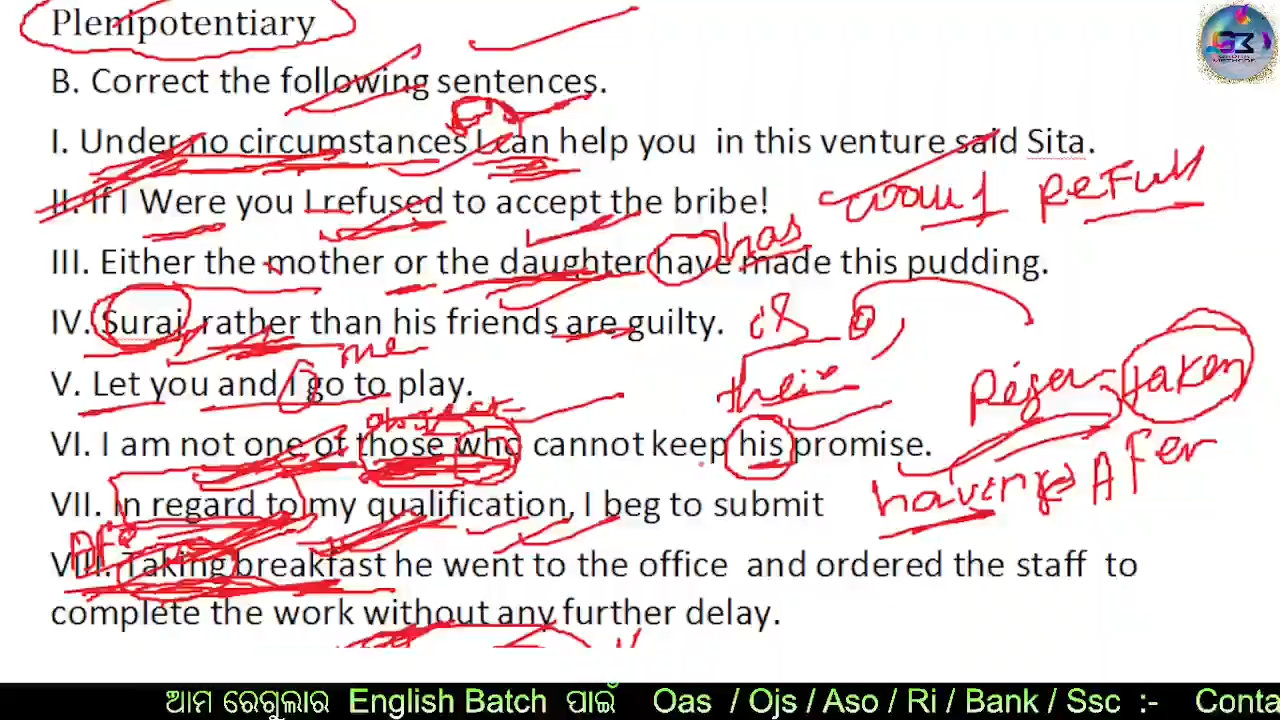 Plenipotentiary
B. Correct the following sentences.
I. Under no circumstances I can help you in this venture said Sita.
II. If I Were you I refused to accept the bribe!
III. Either the mother or the daughter have made this pudding.
has
IV. Suraj, rather than his friends are guilty.
is
me
V. Let you and I go to play.
their
taken
object
VI. I am not one of those who cannot keep his promise.
having
VII. In regard to my qualification, I beg to submit
VIII. Taking breakfast he went to the office and ordered the staff to
complete the work without any further delay.
ଆମ ରେଗୁଲାର English Batch ପାଇଁ Oas / Ojs / Aso / Ri / Bank / Ssc :- Conta